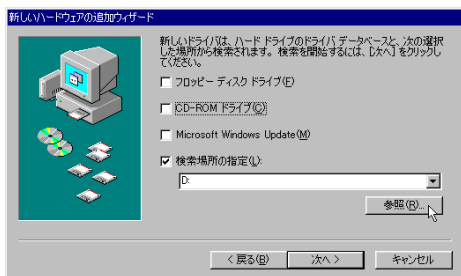 新しいハードウェアの追加ウィザード
新しいドライバは、ハード ドライブのドライバ データベースと、次の選択
した場所から検索されます。検索を開始するには、[次へ] をクリックし
てください。
フロッピー ディスク ドライブ(F)
CD-ROM ドライブ(C)
Microsoft Windows Update(M)
検索場所の指定(L):
D:
参照(R)...
< 戻る(B)
次へ >
キャンセル